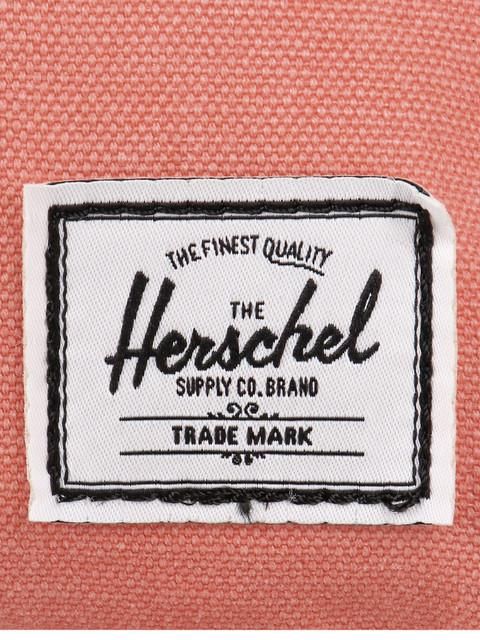 THE FINEST QUALITY
THE
Herschel
SUPPLY CO. BRAND
TRADE MARK